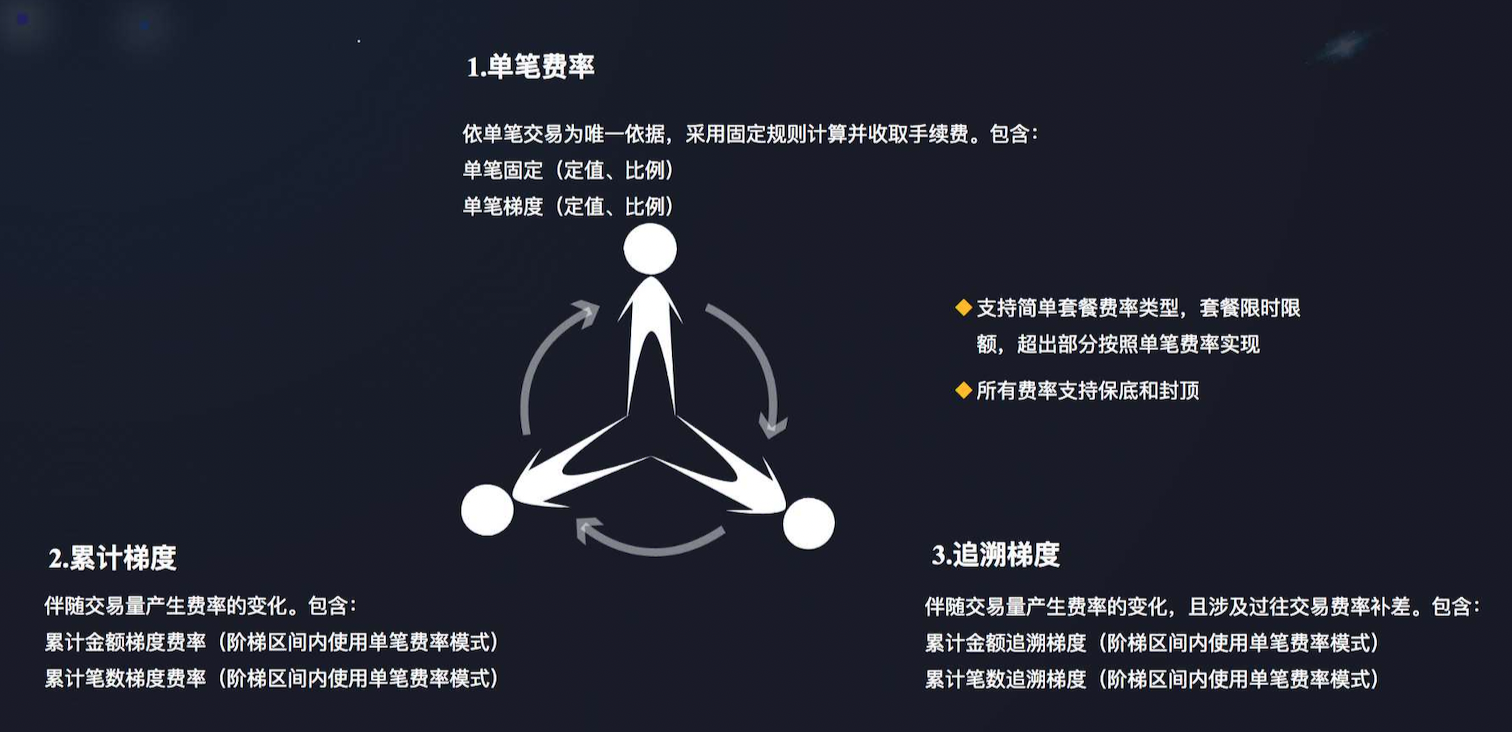 1.单笔费率
依单笔交易为唯一依据，采用固定规则计算并收取手续费。包含：
单笔固定（定值、比例）
单笔梯度（定值、比例）
支持简单套餐费率类型，套餐限时限
额，超出部分按照单笔费率实现
所有费率支持保底和封顶
2.累计梯度
伴随交易量产生费率的变化。包含：
累计金额梯度费率（阶梯区间内使用单笔费率模式）
累计笔数梯度费率（阶梯区间内使用单笔费率模式）
3.追溯梯度
伴随交易量产生费率的变化，且涉及过往交易费率补差。包含：
累计金额追溯梯度（阶梯区间内使用单笔费率模式）
累计笔数追溯梯度（阶梯区间内使用单笔费率模式）